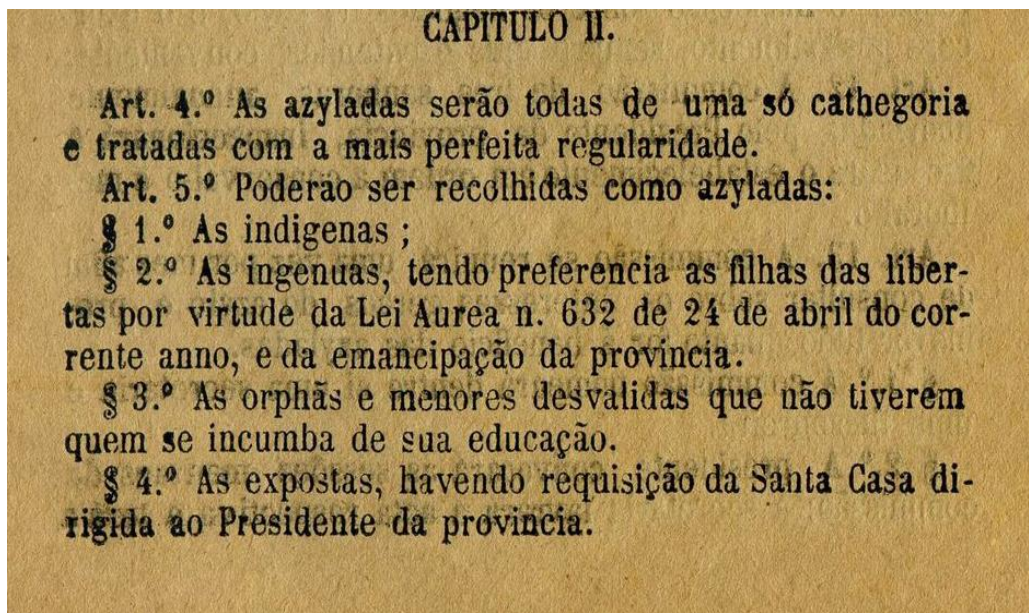 CAPITULO II.
Art. 4.º As azyladas serão todas de uma só cathegoria
e tratadas com a mais perfeita regularidade.
Art. 5.º Poderão ser recolhidas como azyladas:
§ 1.º As indigenas ;
§ 2.º As ingenuas, tendo preferencia as filhas das liber-
tas por virtude da Lei Aurea n. 632 de 24 de abril do cor-
rente anno, e da emancipação da provincia.
§ 3.º As orphãs e menores desvalidas que não tiverem
quem se incumba de sua educação.
§ 4.º As expostas, havendo requisição da Santa Casa di-
rigida ao Presidente da provincia.